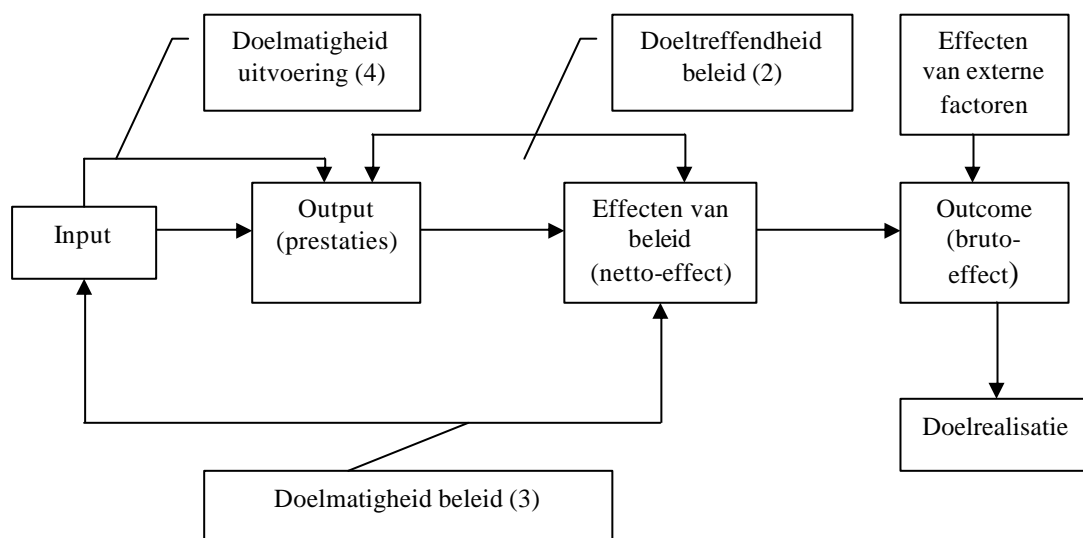 Doelmatigheid
uitvoering (4)
Doeltreffendheid
beleid (2)
Effecten
van externe
factoren
Input
Output
(prestaties)
Effecten van
beleid
(netto-effect)
Outcome
(bruto-
effect)
Doelrealisatie
Doelmatigheid beleid (3)